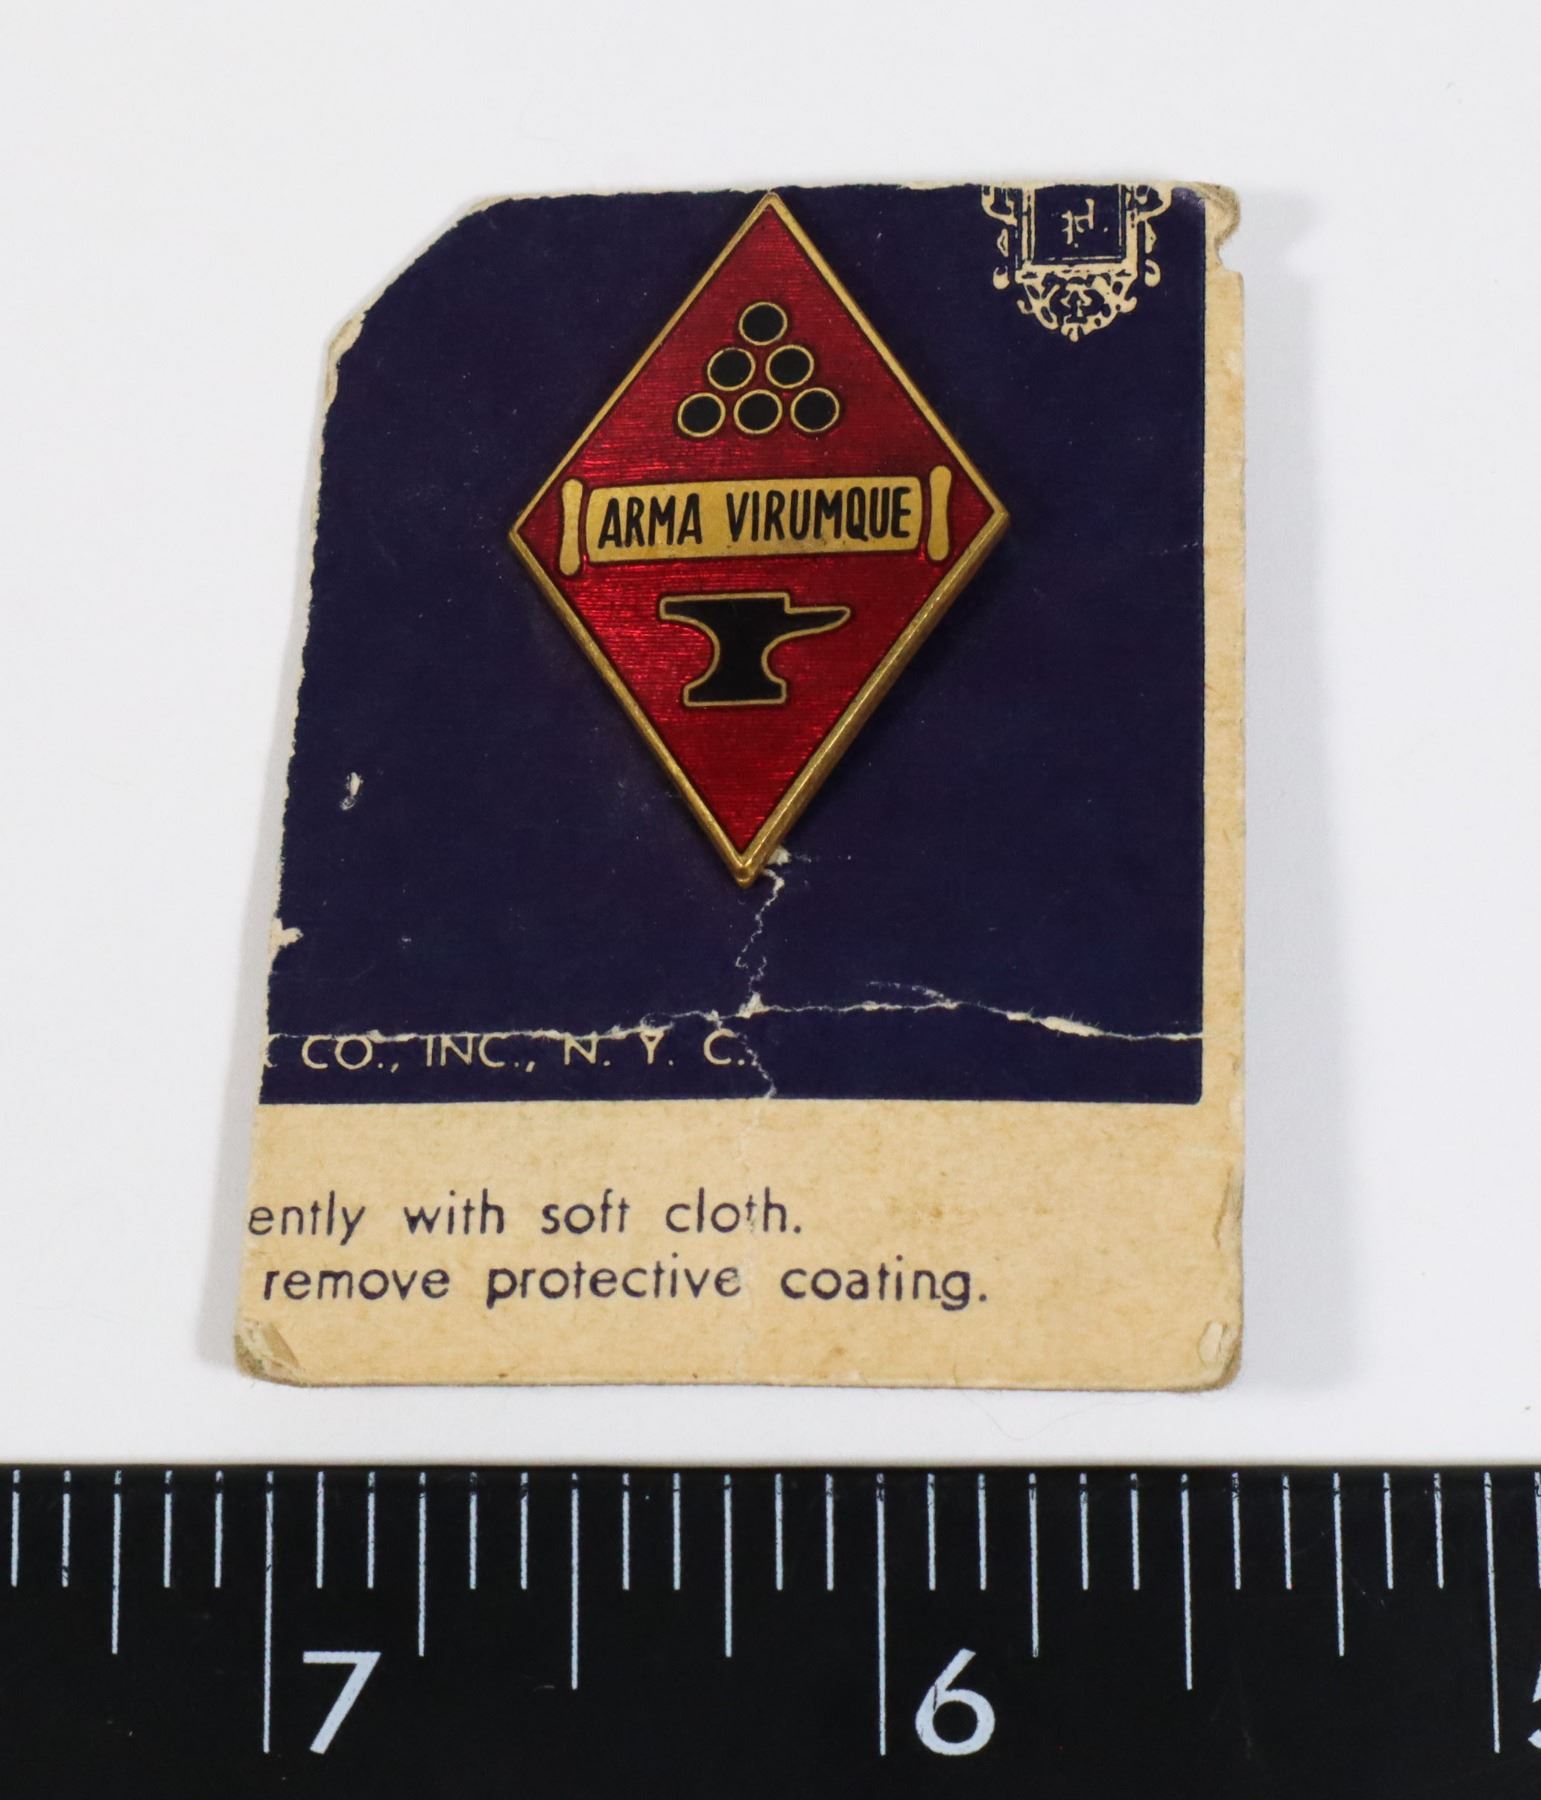 ARMA VIRUMQUE
CO., INC., N. Y. C.
ently with soft cloth.
remove protective coating.
7 6